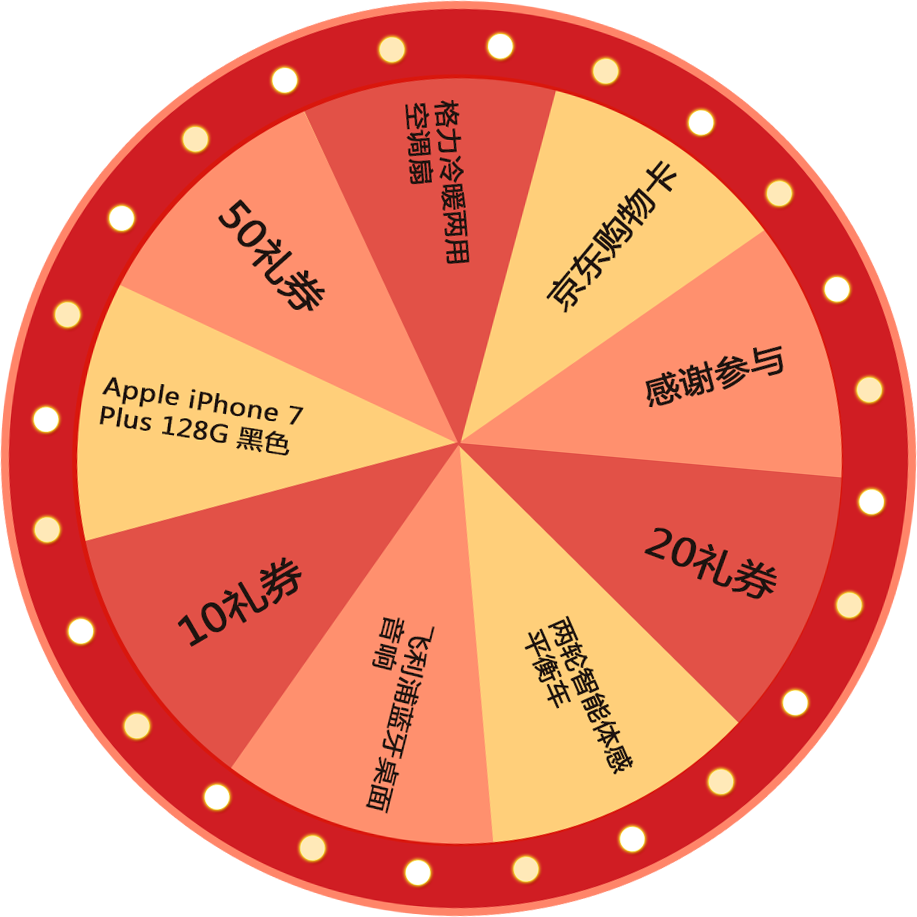 格力冷暖两用
空调扇
京东购物卡
感谢参与
20礼券
两轮智能体感
平衡车
飞利浦蓝牙桌面
音响
10礼券
Apple iPhone 7
Plus 128G 黑色
50礼券